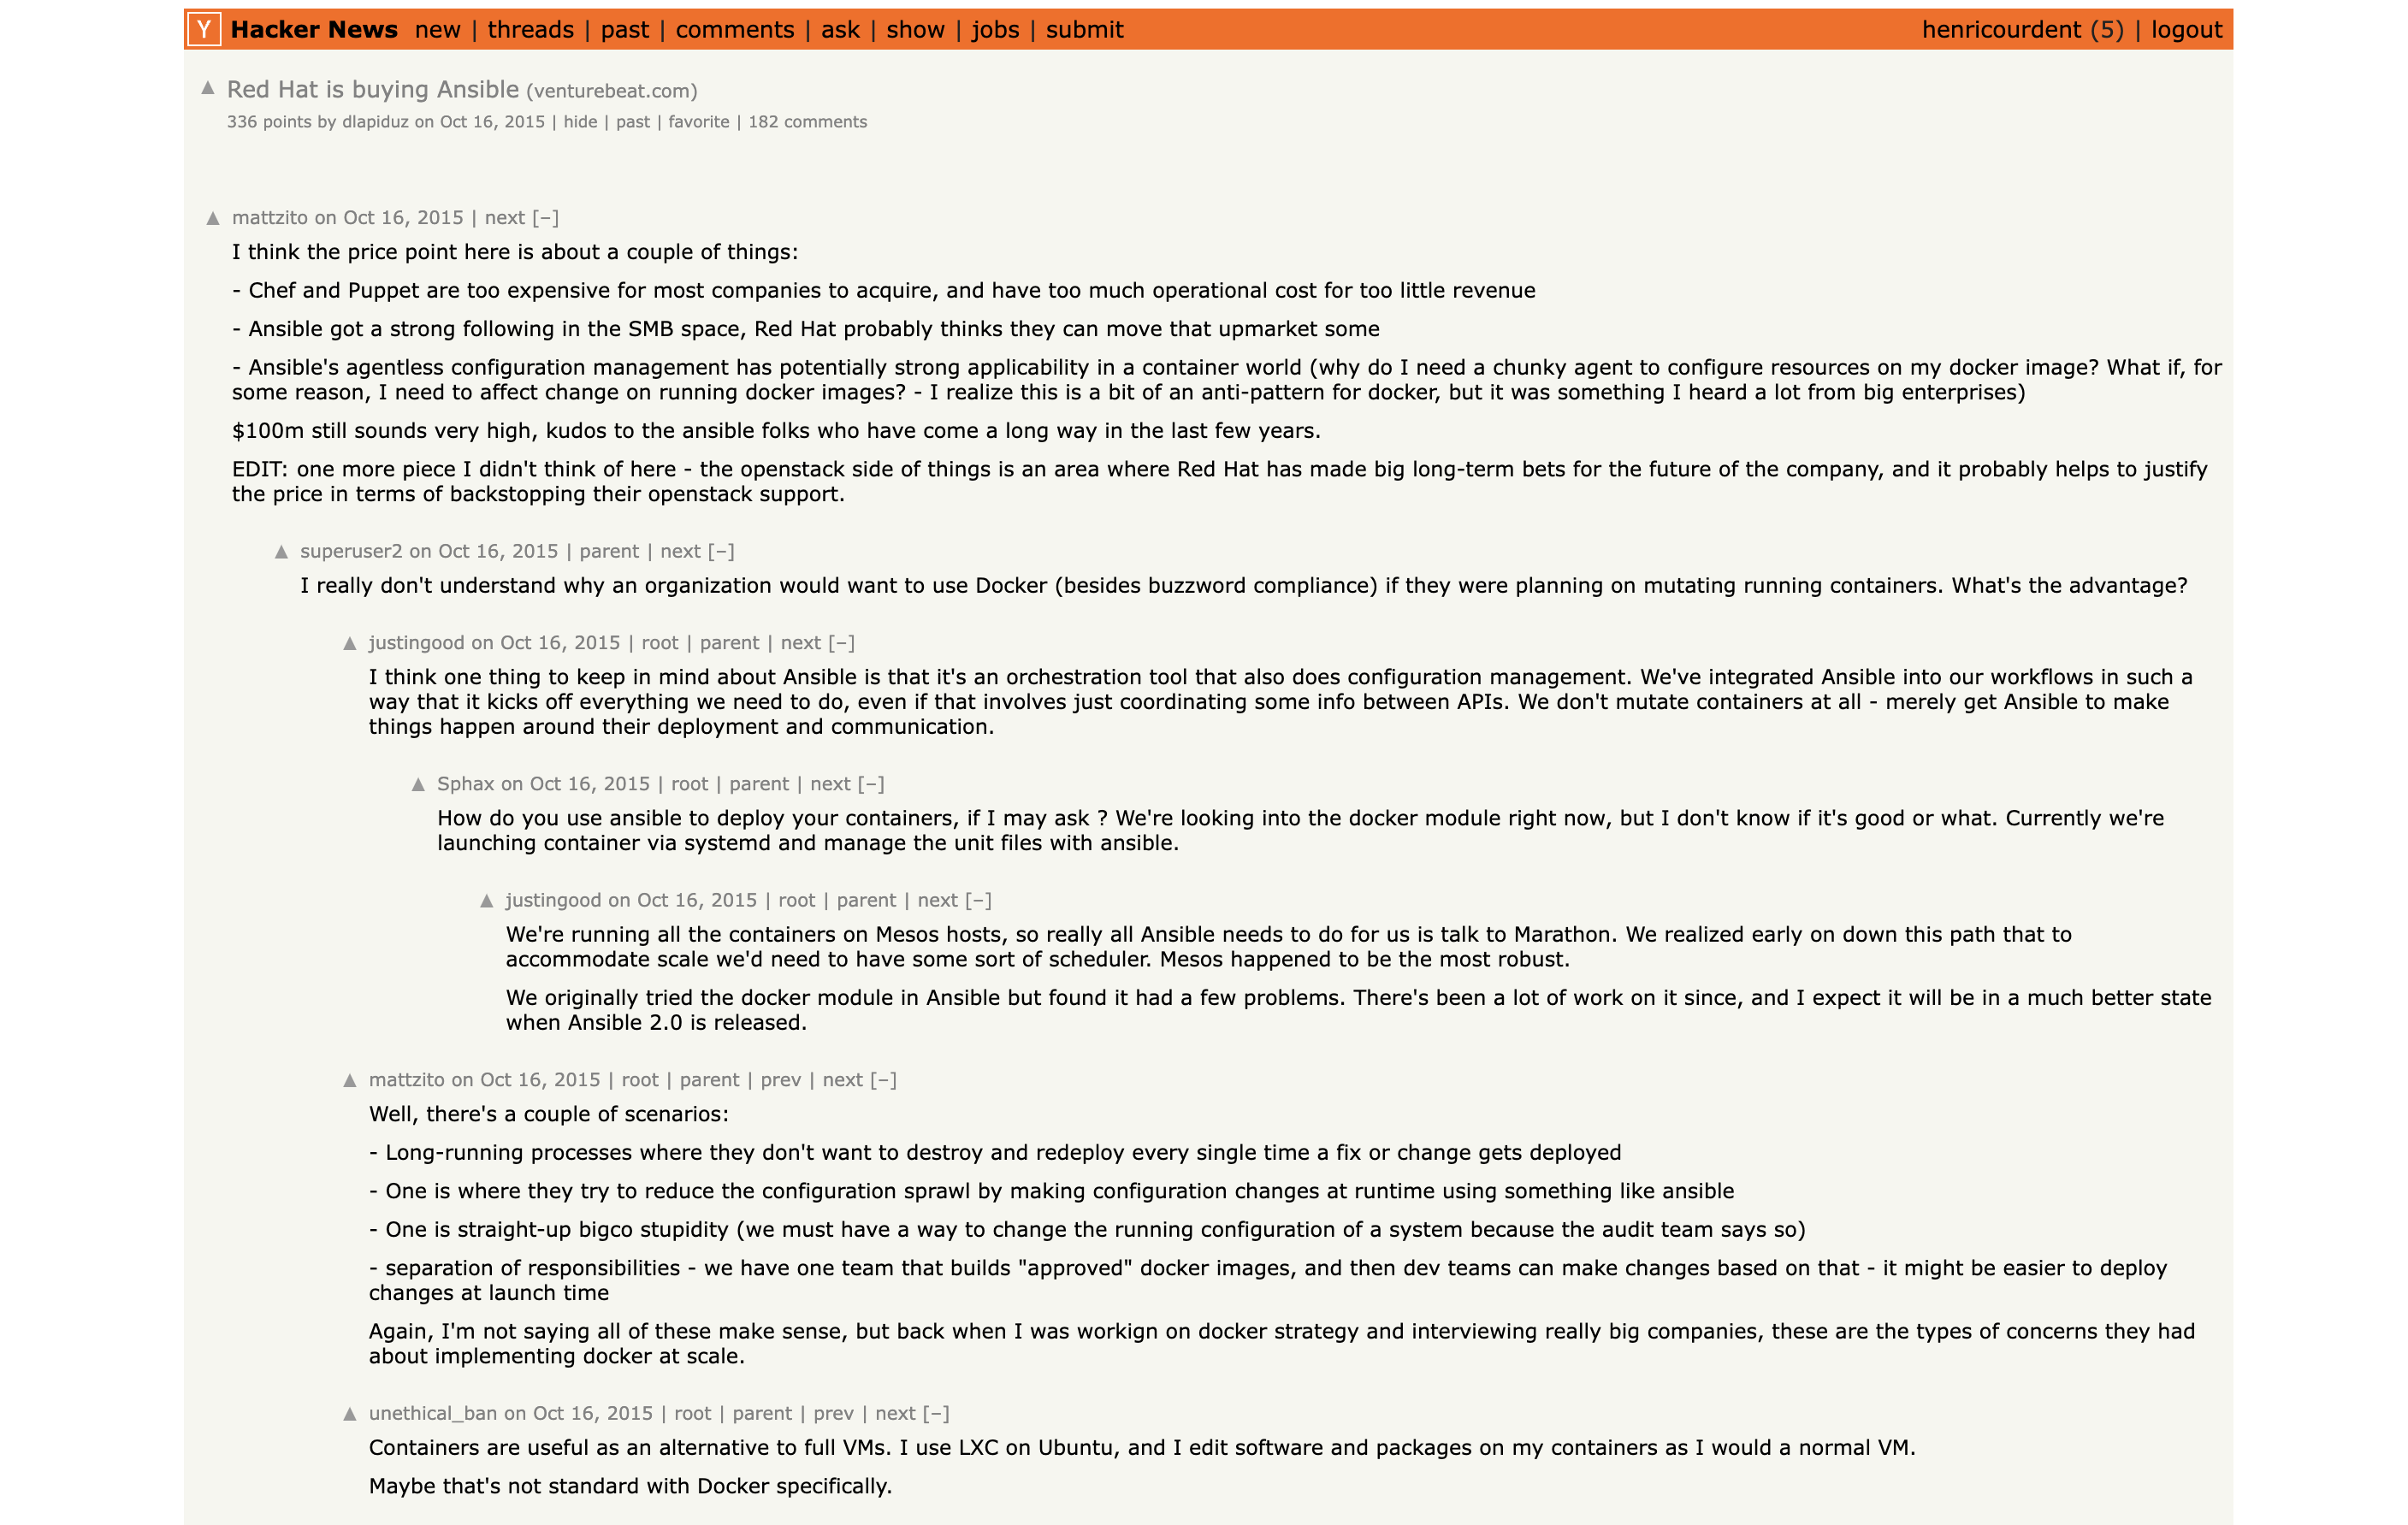 Y Hacker News new | threads | past | comments | ask | show | jobs | submit henricourdent (5) | logout
▲ Red Hat is buying Ansible (venturebeat.com)
336 points by dlapiduz on Oct 16, 2015 | hide | past | favorite | 182 comments
▲ mattzito on Oct 16, 2015 | next [–]
I think the price point here is about a couple of things:
- Chef and Puppet are too expensive for most companies to acquire, and have too much operational cost for too little revenue
- Ansible got a strong following in the SMB space, Red Hat probably thinks they can move that upmarket some
- Ansible's agentless configuration management has potentially strong applicability in a container world (why do I need a chunky agent to configure resources on my docker image? What if, for
some reason, I need to affect change on running docker images? - I realize this is a bit of an anti-pattern for docker, but it was something I heard a lot from big enterprises)
$100m still sounds very high, kudos to the ansible folks who have come a long way in the last few years.
EDIT: one more piece I didn't think of here - the openstack side of things is an area where Red Hat has made big long-term bets for the future of the company, and it probably helps to justify
the price in terms of backstopping their openstack support.
▲ superuser2 on Oct 16, 2015 | parent | next [–]
I really don't understand why an organization would want to use Docker (besides buzzword compliance) if they were planning on mutating running containers. What's the advantage?
▲ justingood on Oct 16, 2015 | root | parent | next [–]
I think one thing to keep in mind about Ansible is that it's an orchestration tool that also does configuration management. We've integrated Ansible into our workflows in such a
way that it kicks off everything we need to do, even if that involves just coordinating some info between APIs. We don't mutate containers at all - merely get Ansible to make
things happen around their deployment and communication.
▲ Sphax on Oct 16, 2015 | root | parent | next [–]
How do you use ansible to deploy your containers, if I may ask ? We're looking into the docker module right now, but I don't know if it's good or what. Currently we're
launching container via systemd and manage the unit files with ansible.
▲ justingood on Oct 16, 2015 | root | parent | next [–]
We're running all the containers on Mesos hosts, so really all Ansible needs to do for us is talk to Marathon. We realized early on down this path that to
accommodate scale we'd need to have some sort of scheduler. Mesos happened to be the most robust.
We originally tried the docker module in Ansible but found it had a few problems. There's been a lot of work on it since, and I expect it will be in a much better state
when Ansible 2.0 is released.
▲ mattzito on Oct 16, 2015 | root | parent | prev | next [–]
Well, there's a couple of scenarios:
- Long-running processes where they don't want to destroy and redeploy every single time a fix or change gets deployed
- One is where they try to reduce the configuration sprawl by making configuration changes at runtime using something like ansible
- One is straight-up bigco stupidity (we must have a way to change the running configuration of a system because the audit team says so)
- separation of responsibilities - we have one team that builds "approved" docker images, and then dev teams can make changes based on that - it might be easier to deploy
changes at launch time
Again, I'm not saying all of these make sense, but back when I was workign on docker strategy and interviewing really big companies, these are the types of concerns they had
about implementing docker at scale.
▲ unethical_ban on Oct 16, 2015 | root | parent | prev | next [–]
Containers are useful as an alternative to full VMs. I use LXC on Ubuntu, and I edit software and packages on my containers as I would a normal VM.
Maybe that's not standard with Docker specifically.